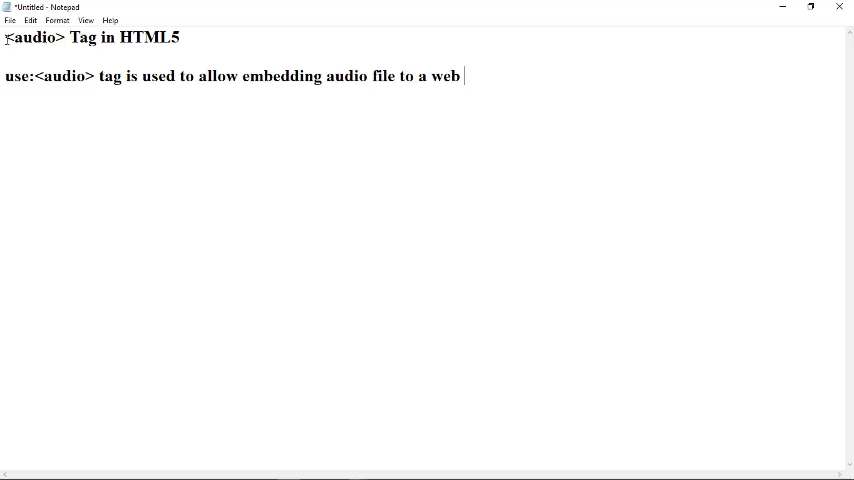 *Untitled - Notepad
File Edit Format View Help
<audio> Tag in HTML5
use:<audio> tag is used to allow embedding audio file to a web